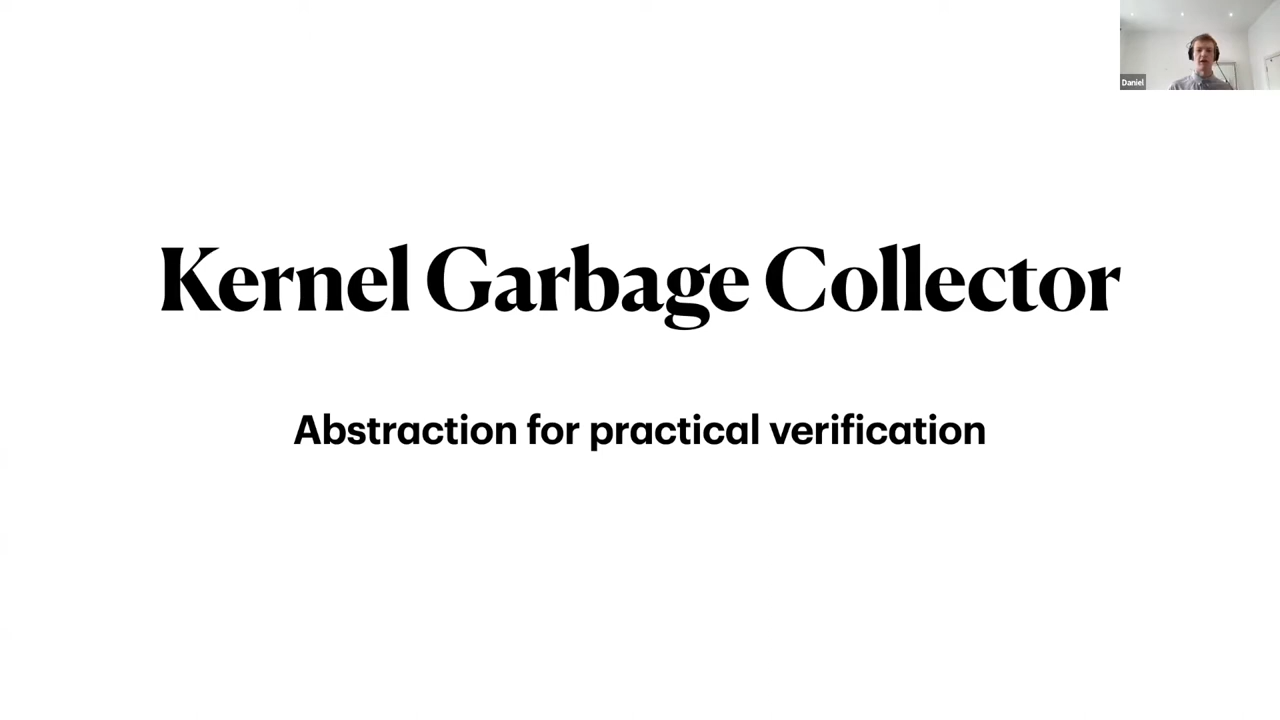 Daniel
Kernel Garbage Collector
Abstraction for practical verification